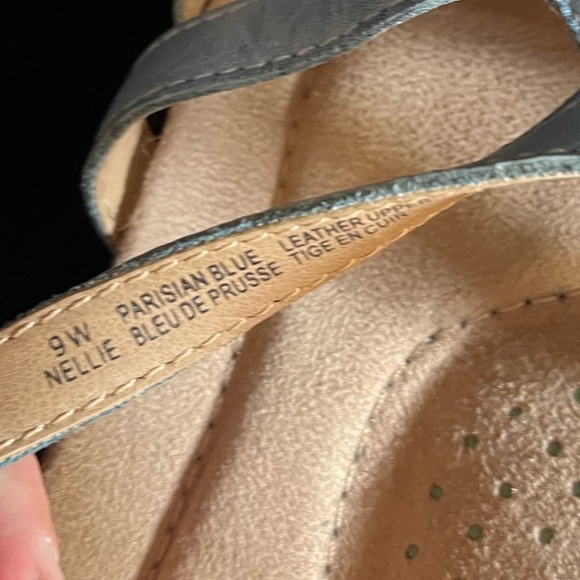 9W PARISIAN BLUE LEATHER UPPER
NELLIE BLEU DE PRUSSE TIGE EN CUIR